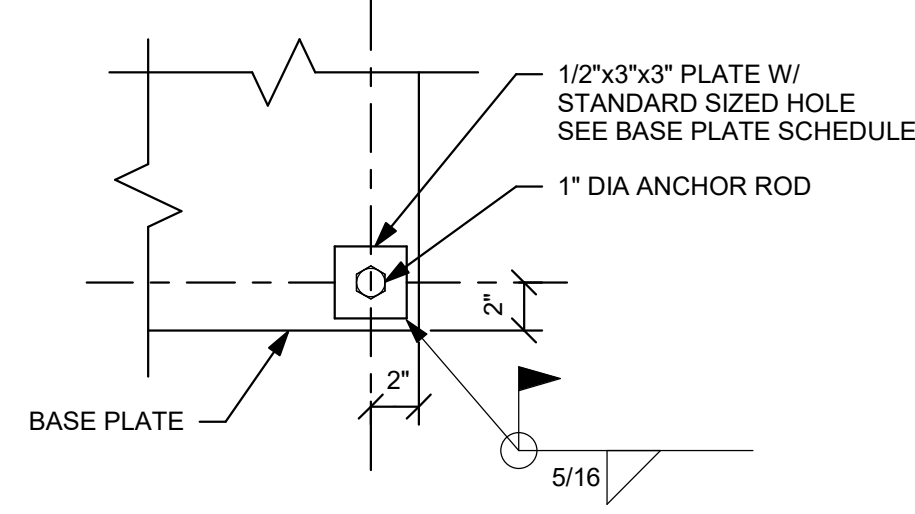 1/2"x3"x3" PLATE W/
STANDARD SIZED HOLE
SEE BASE PLATE SCHEDULE
1" DIA ANCHOR ROD
2"
2"
BASE PLATE
5/16